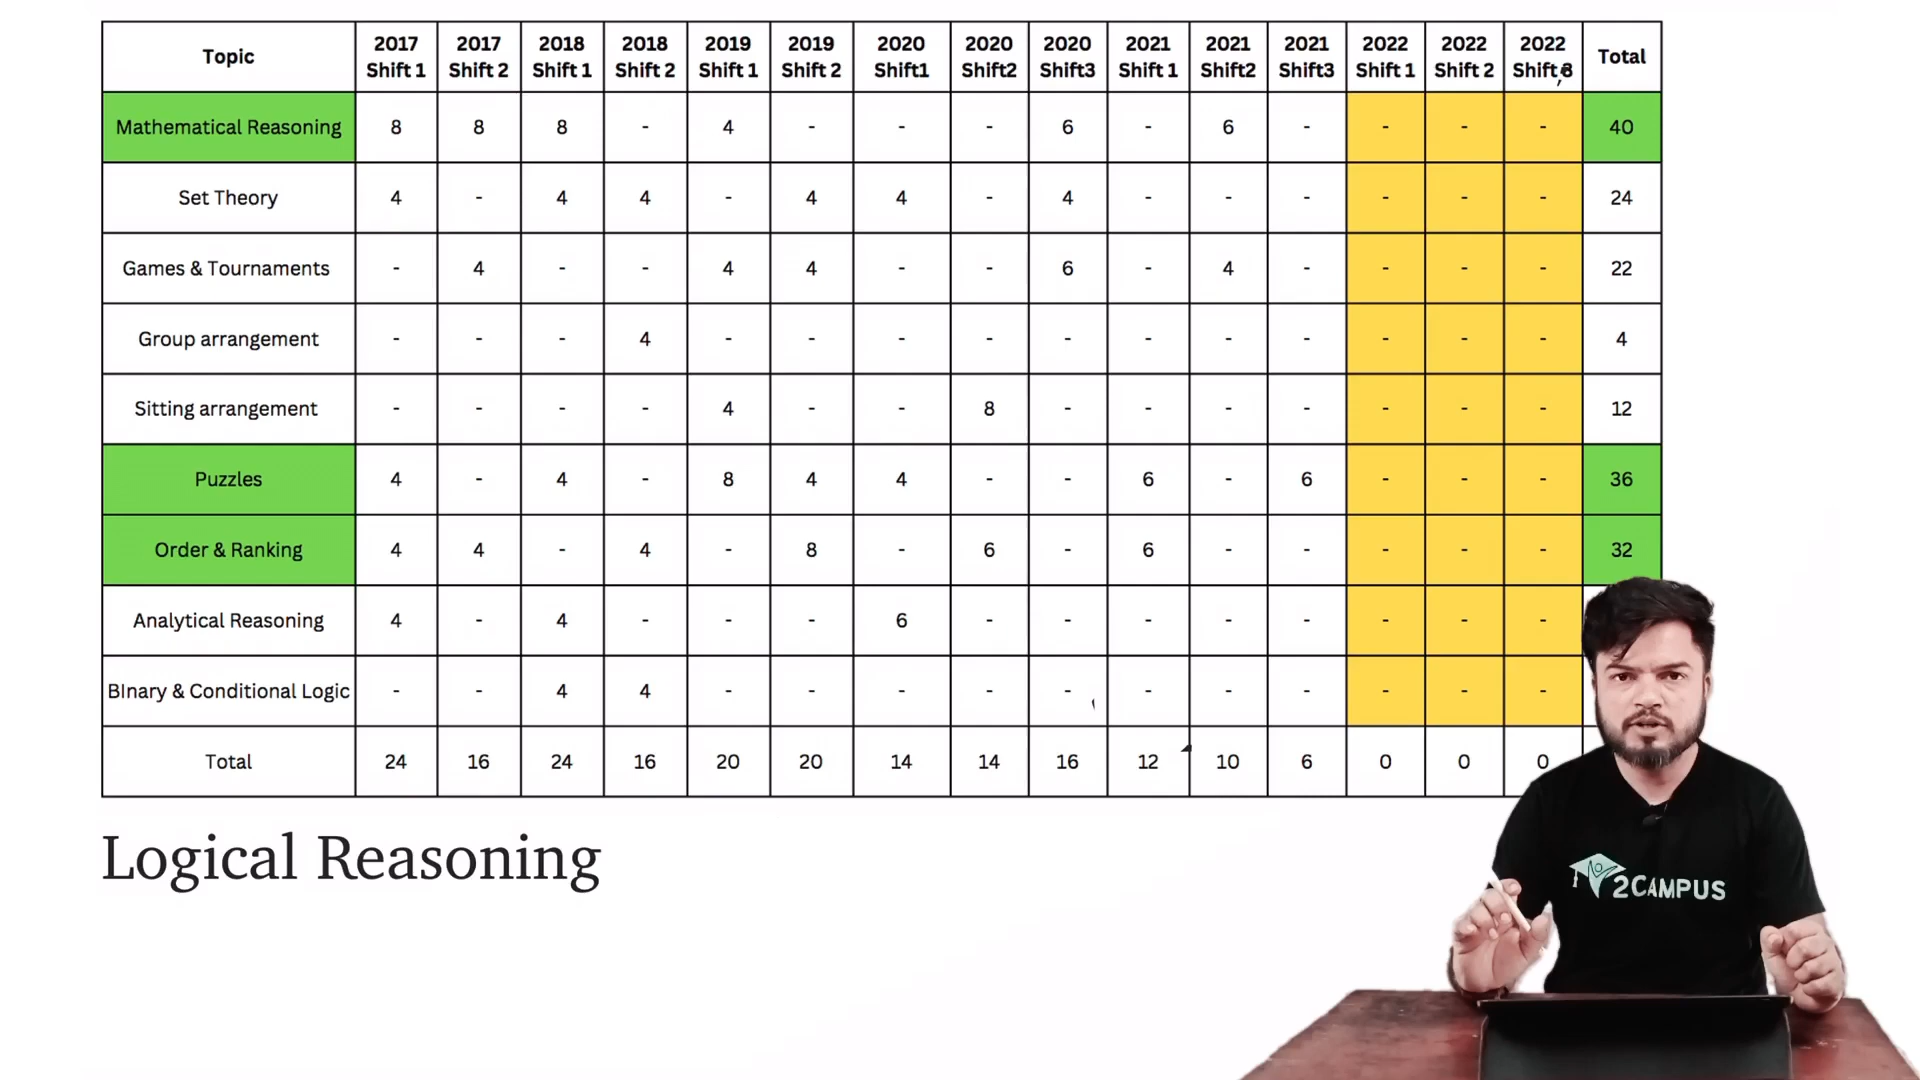 Topic 2017 Shift 1 2017 Shift 2 2018 Shift 1 2018 Shift 2 2019 Shift 1 2019 Shift 2 2020 Shift1 2020 Shift2 2020 Shift3 2021 Shift 1 2021 Shift2 2021 Shift3 2022 Shift 1 2022 Shift 2 2022 Shift 3 Total
Mathematical Reasoning 8 8 8 - 4 - - - 6 - 6 - - - - 40
Set Theory 4 - 4 4 - 4 4 - 4 - - - - - - 24
Games & Tournaments - 4 - - 4 4 - - 6 - 4 - - - - 22
Group arrangement - - - 4 - - - - - - - - - - - 4
Sitting arrangement - - - - 4 - - 8 - - - - - - - 12
Puzzles 4 - 4 - 8 4 4 - - 6 - 6 - - - 36
Order & Ranking 4 4 - 4 - 8 - 6 - 6 - - - - - 32
Analytical Reasoning 4 - 4 - - - 6 - - - - - - - -
BInary & Conditional Logic - - 4 4 - - - - - - - - - - -
Total 24 16 24 16 20 20 14 14 16 12 10 6 0 0 0
Logical Reasoning
2CAMPUS